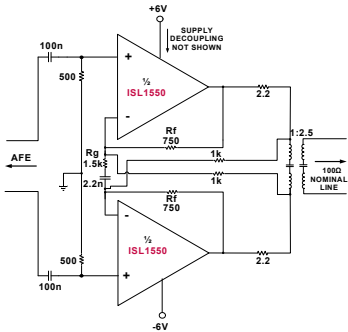 +6V
SUPPLY
DECOUPLING
NOT SHOWN
100n
+
500
½
ISL1550
-
2.2
Rf
750
1:2.5
Rg
1.5k
1k
AFE
2.2n
1k
100Ω
NOMINAL
LINE
Rf
750
-
½
ISL1550
2.2
500
+
100n
-6V